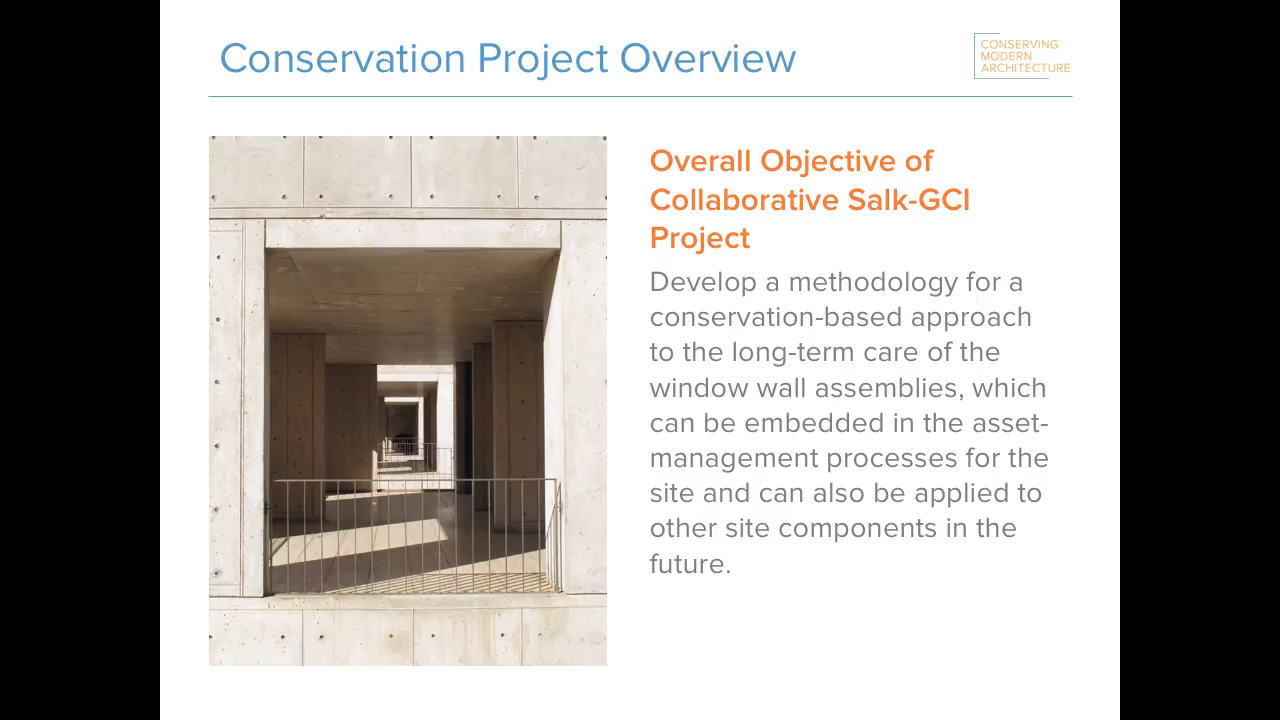 Conservation Project Overview
CONSERVING
MODERN
ARCHITECTURE
Overall Objective of
Collaborative Salk-GCI
Project
Develop a methodology for a
conservation-based approach
to the long-term care of the
window wall assemblies, which
can be embedded in the asset-
management processes for the
site and can also be applied to
other site components in the
future.